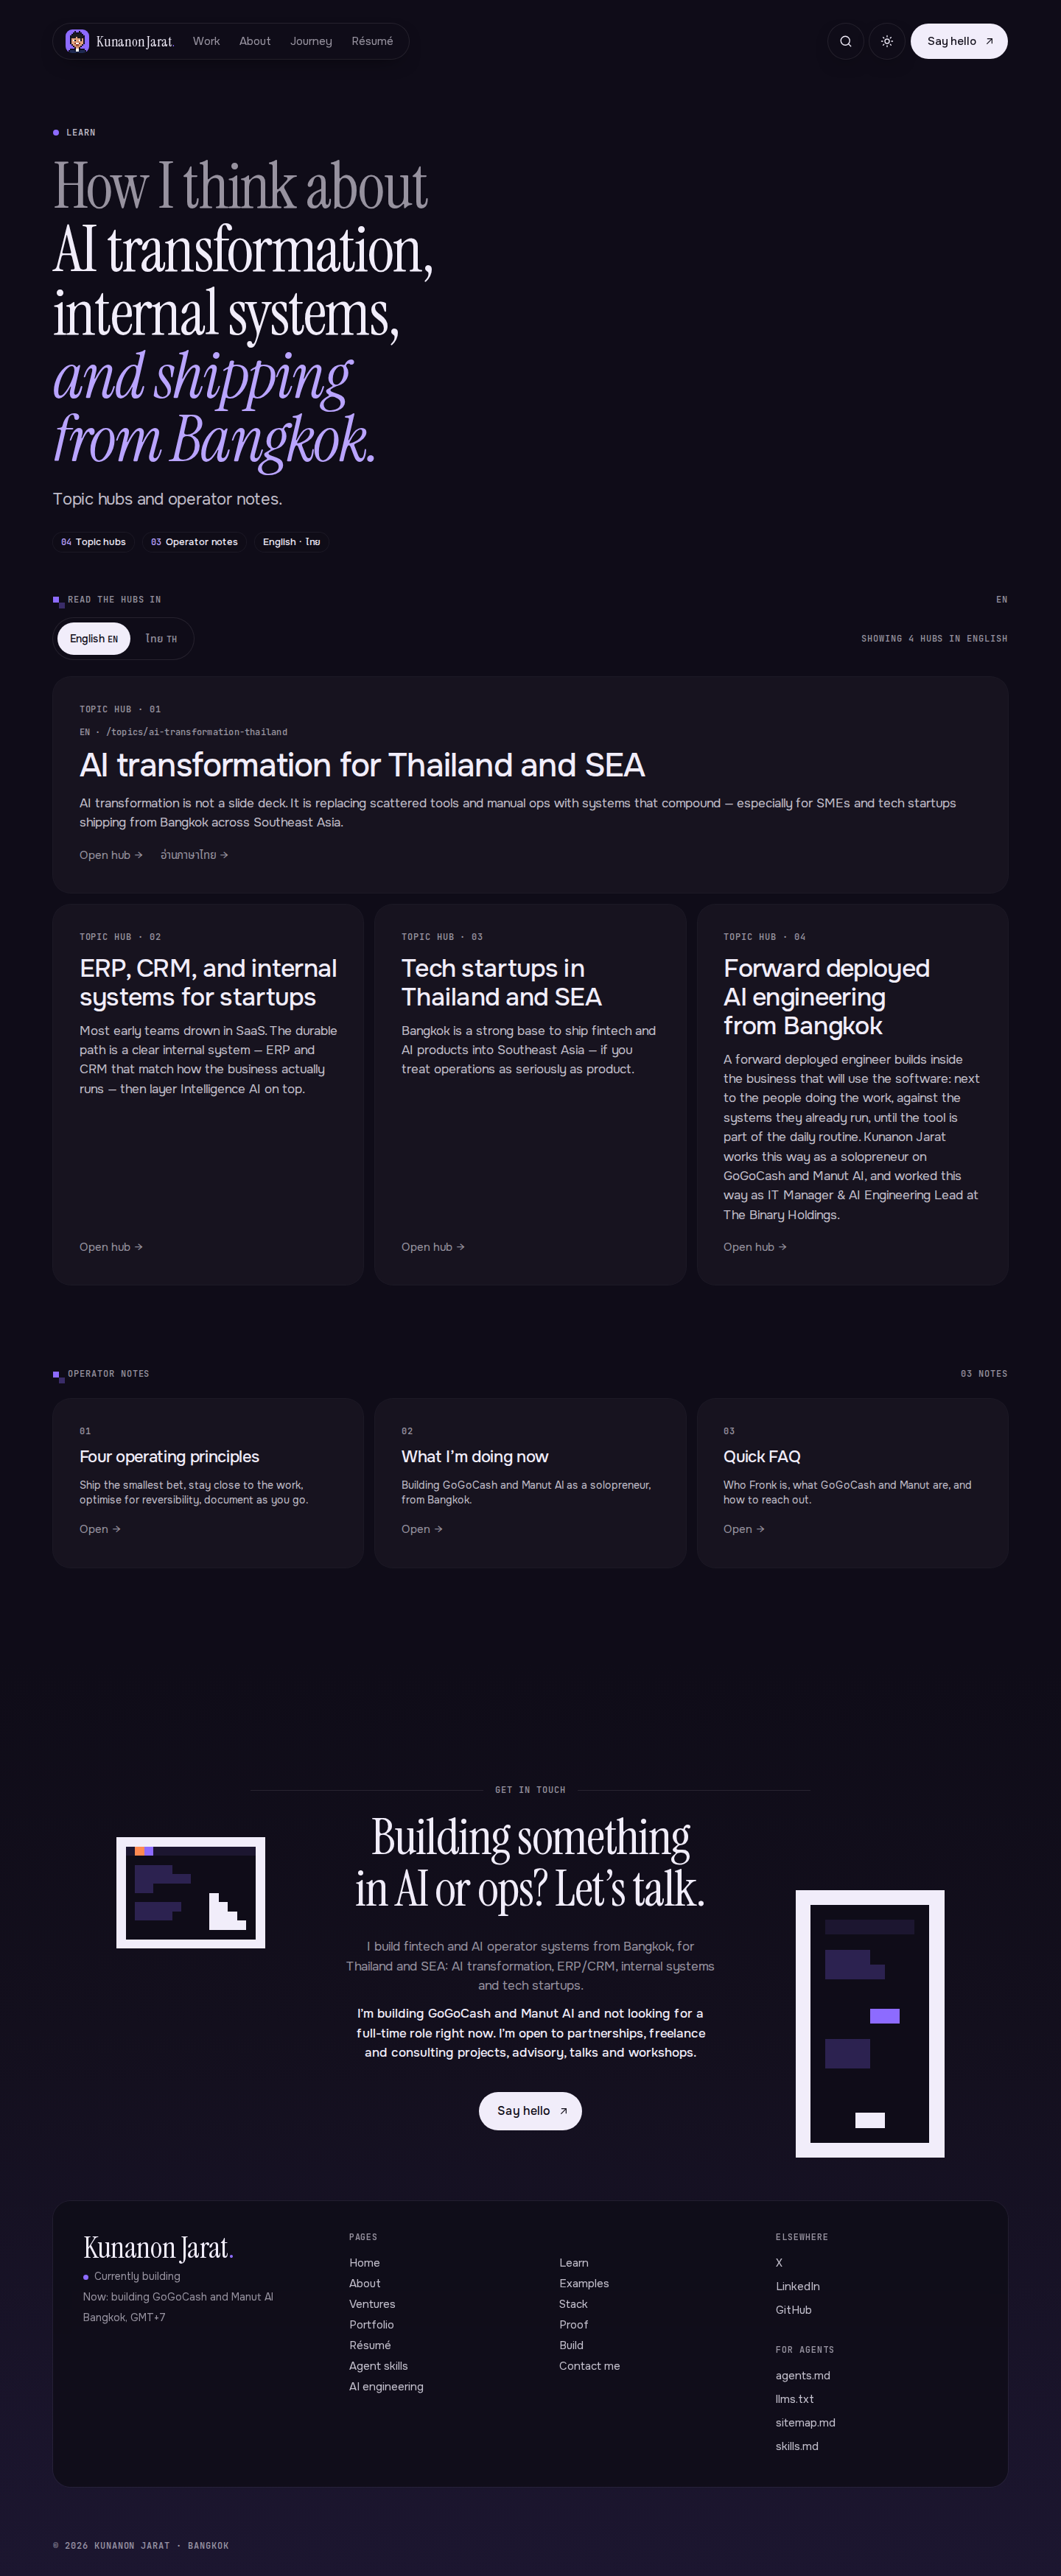 Kunanon Jarat.
Work
About
Journey
Résumé
Say hello
LEARN
How I think about
AI transformation,
internal systems,
and shipping
from Bangkok.
Topic hubs and operator notes.
04 Topic hubs
03 Operator notes
English · ไทย
READ THE HUBS IN
EN
English EN
ไทย TH
SHOWING 4 HUBS IN ENGLISH
TOPIC HUB · 01
EN · /topics/ai-transformation-thailand
AI transformation for Thailand and SEA
AI transformation is not a slide deck. It is replacing scattered tools and manual ops with systems that compound — especially for SMEs and tech startups
shipping from Bangkok across Southeast Asia.
Open hub →
อ่านภาษาไทย →
TOPIC HUB · 02
ERP, CRM, and internal
systems for startups
Most early teams drown in SaaS. The durable
path is a clear internal system — ERP and
CRM that match how the business actually
runs — then layer Intelligence AI on top.
Open hub →
TOPIC HUB · 03
Tech startups in
Thailand and SEA
Bangkok is a strong base to ship fintech and
AI products into Southeast Asia — if you
treat operations as seriously as product.
Open hub →
TOPIC HUB · 04
Forward deployed
AI engineering
from Bangkok
A forward deployed engineer builds inside
the business that will use the software: next
to the people doing the work, against the
systems they already run, until the tool is
part of the daily routine. Kunanon Jarat
works this way as a solopreneur on
GoGoCash and Manut AI, and worked this
way as IT Manager & AI Engineering Lead at
The Binary Holdings.
Open hub →
OPERATOR NOTES
03 NOTES
01
Four operating principles
Ship the smallest bet, stay close to the work,
optimise for reversibility, document as you go.
Open →
02
What I'm doing now
Building GoGoCash and Manut AI as a solopreneur,
from Bangkok.
Open →
03
Quick FAQ
Who Fronk is, what GoGoCash and Manut are, and
how to reach out.
Open →
GET IN TOUCH
Building something
in AI or ops? Let's talk.
I build fintech and AI operator systems from Bangkok, for
Thailand and SEA: AI transformation, ERP/CRM, internal systems
and tech startups.
I'm building GoGoCash and Manut AI and not looking for a
full-time role right now. I'm open to partnerships, freelance
and consulting projects, advisory, talks and workshops.
Say hello
Kunanon Jarat.
Currently building
Now: building GoGoCash and Manut AI
Bangkok, GMT+7
PAGES
Home
About
Ventures
Portfolio
Résumé
Agent skills
AI engineering
Learn
Examples
Stack
Proof
Build
Contact me
ELSEWHERE
X
LinkedIn
GitHub
FOR AGENTS
agents.md
llms.txt
sitemap.md
skills.md
© 2026 KUNANON JARAT · BANGKOK